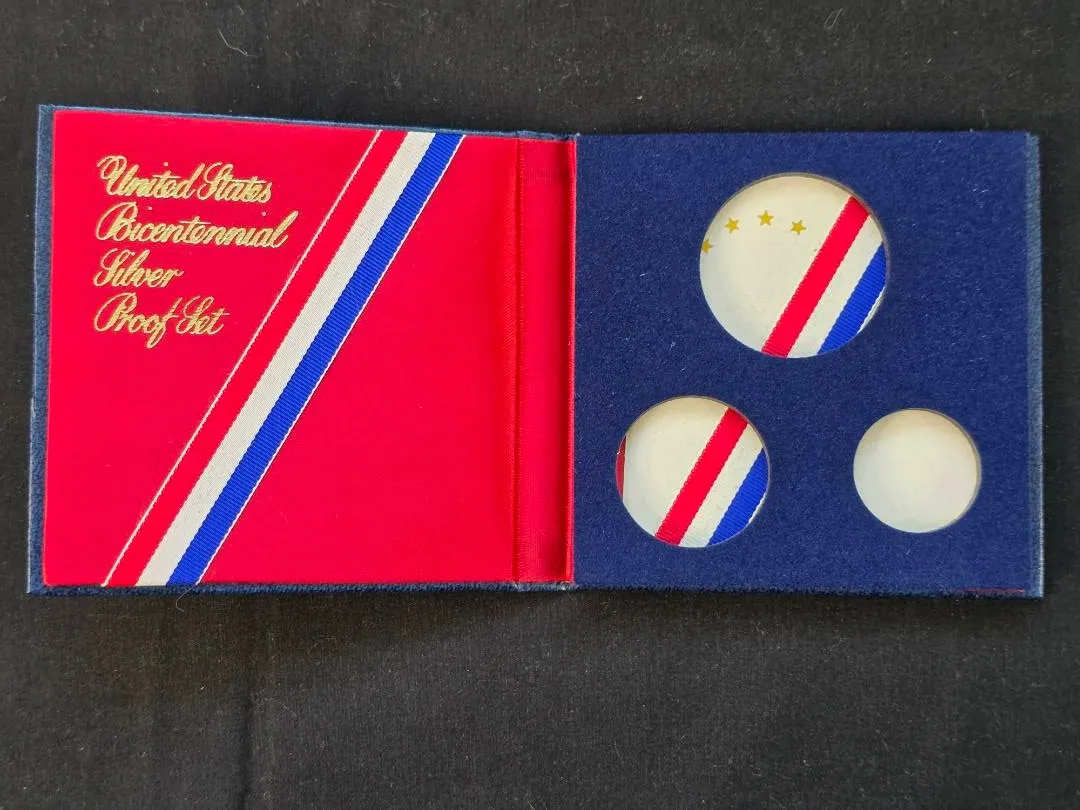 United States
Bicentennial
Silver
Proof Set